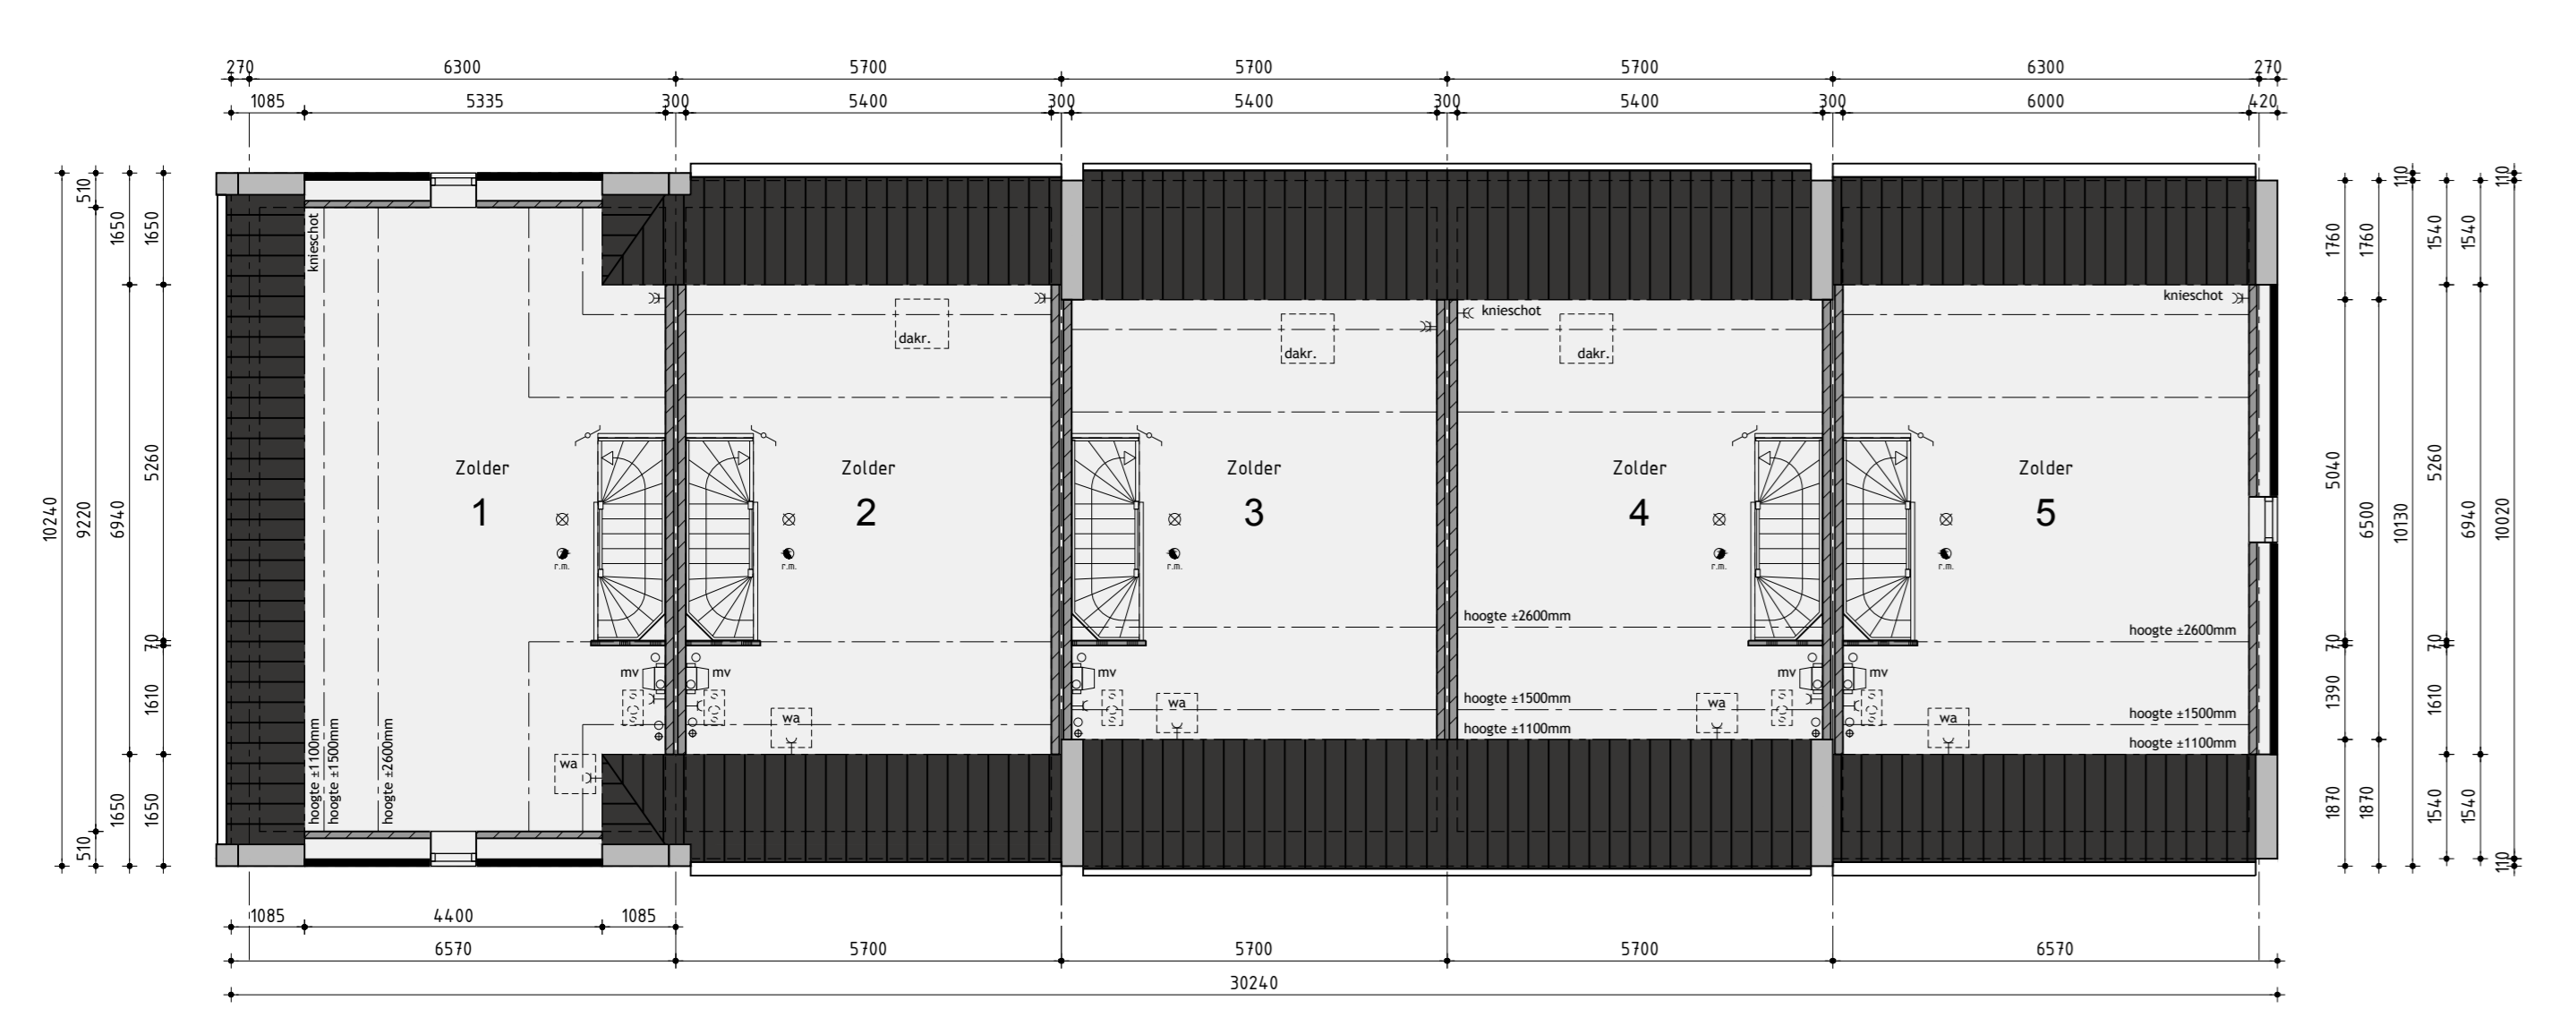 270 6300 5700 5700 5700 6300 270
1085 5335 300 5400 300 5400 300 5400 300 6000 420
10240
510 9220 510
1650 6940 1650
1650 5260 70 1610 1650
knieschot
Zolder
1
r.m.
mv
wa
hoogte ±1100mm
hoogte ±1500mm
hoogte ±2600mm
dakr.
Zolder
2
r.m.
mv
wa
dakr.
Zolder
3
r.m.
mv
wa
knieschot
dakr.
Zolder
4
r.m.
hoogte ±2600mm
mv
hoogte ±1500mm
wa
hoogte ±1100mm
knieschot
Zolder
5
r.m.
hoogte ±2600mm
mv
wa
hoogte ±1500mm
hoogte ±1100mm
1760 5040 70 1390 1870
1760 6500 1870
110 10130
1540 5260 70 1610 1540
1540 6940 1540
110 10020 110
1085 4400 1085
6570 5700 5700 5700 6570
30240